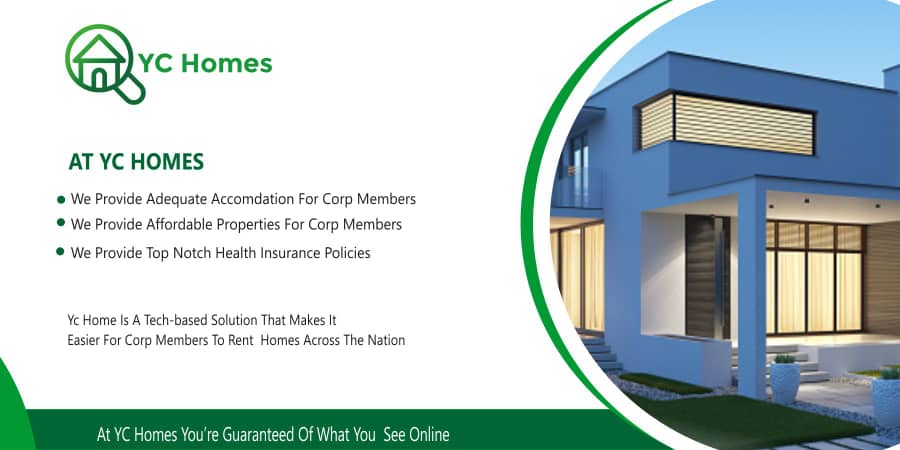 YC Homes
AT YC HOMES
We Provide Adequate Accomdation For Corp Members
We Provide Affordable Properties For Corp Members
We Provide Top Notch Health Insurance Policies
Yc Home Is A Tech-based Solution That Makes It
Easier For Corp Members To Rent Homes Across The Nation
At YC Homes You’re Guaranteed Of What You See Online